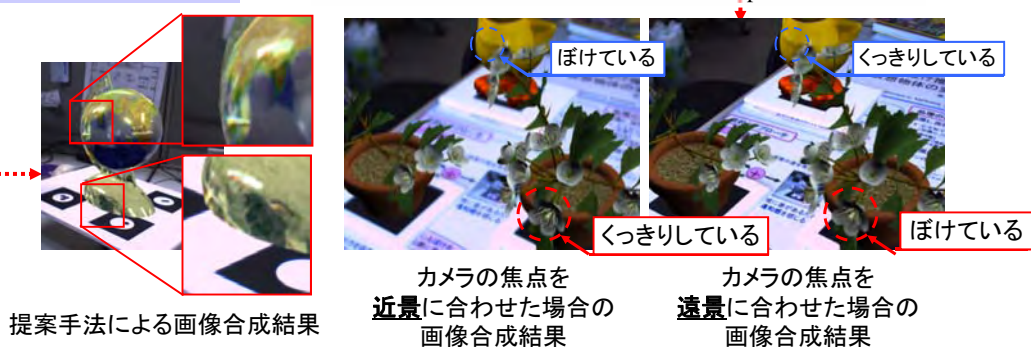 ぼけている
くっきりしている
くっきりしている
ぼけている
提案手法による画像合成結果
カメラの焦点を
近景に合わせた場合の
画像合成結果
カメラの焦点を
遠景に合わせた場合の
画像合成結果